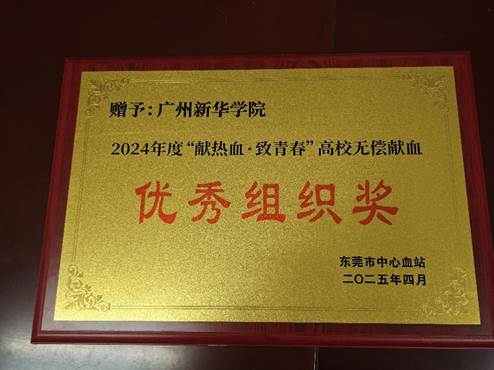 赠予：广州新华学院
2024年度“献热血·致青春”高校无偿献血
优秀组织奖
东莞市中心血站
二〇二五年四月